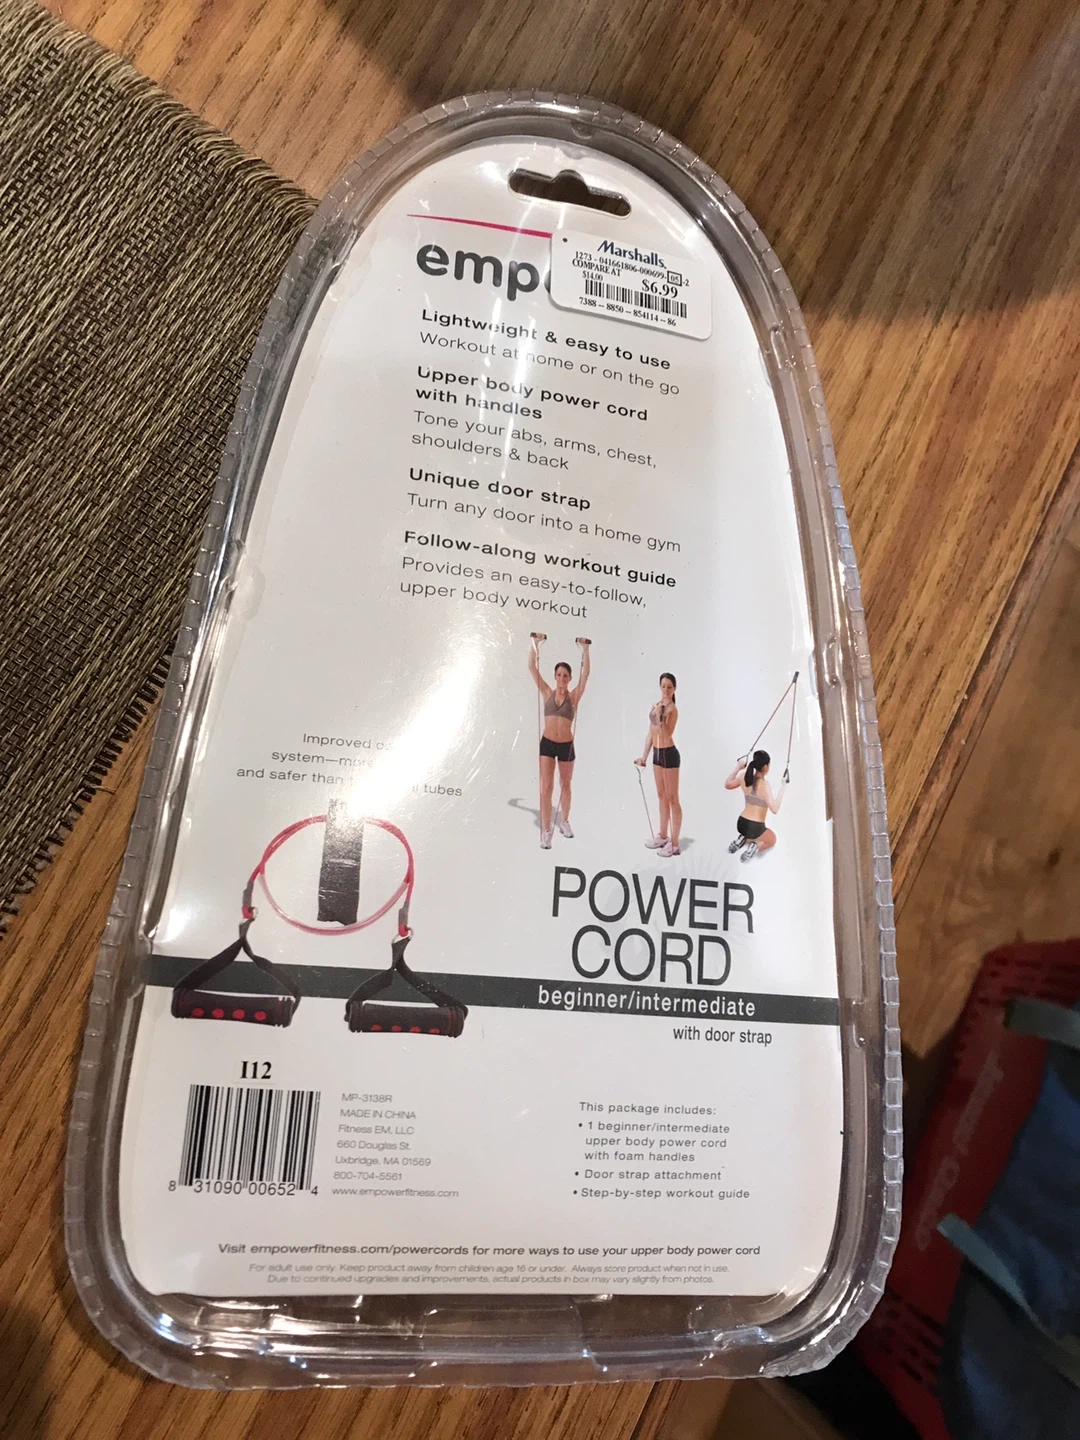 Marshalls.
1273 - 041661806-000699- 05 -2
COMPARE AT
$14.00
$6.99
7388 -- 8850 -- 854114 -- 86
Lightweight & easy to use
Workout at home or on the go
Upper body power cord
with handles
Tone your abs, arms, chest,
shoulders & back
Unique door strap
Turn any door into a home gym
Follow-along workout guide
Provides an easy-to-follow,
upper body workout
Improved
system—
and safer than tubes
POWER
CORD
beginner/intermediate
with door strap
I12
8 31090 00652 4
MP-3138R
MADE IN CHINA
Fitness EM, LLC
660 Douglas St.
Uxbridge, MA 01569
800-704-5561
www.empowerfitness.com
This package includes:
• 1 beginner/intermediate
upper body power cord
with foam handles
• Door strap attachment
• Step-by-step workout guide
Visit empowerfitness.com/powercords for more ways to use your upper body power cord
For adult use only. Keep product away from children age 16 or under. Always store product when not in use.
Due to continued upgrades and improvements, actual products in box may vary slightly from photos.